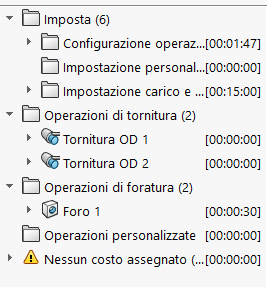 Imposta (6)
Configurazione operaz...[00:01:47]
Impostazione personal...[00:00:00]
Impostazione carico e ...[00:15:00]
Operazioni di tornitura (2)
Tornitura OD 1 [00:00:00]
Tornitura OD 2 [00:00:00]
Operazioni di foratura (2)
Foro 1 [00:00:30]
Operazioni personalizzate [00:00:00]
Nessun costo assegnato (...[00:00:00]